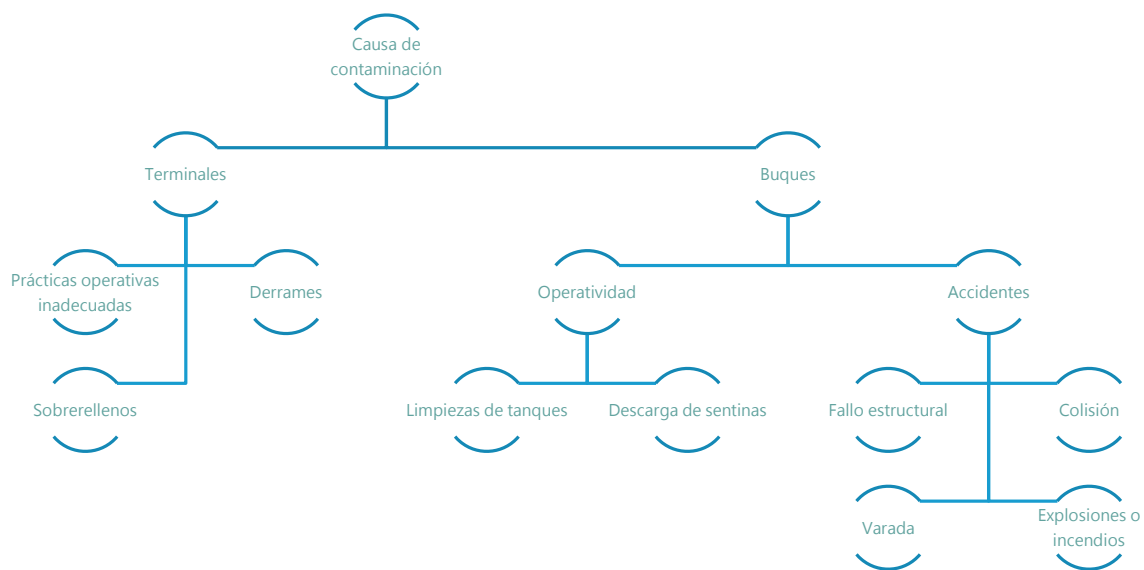 Causa de
contaminación
Terminales
Buques
Prácticas operativas
inadecuadas
Derrames
Operatividad
Accidentes
Sobrerellenos
Limpiezas de tanques
Descarga de sentinas
Fallo estructural
Colisión
Varada
Explosiones o
incendios